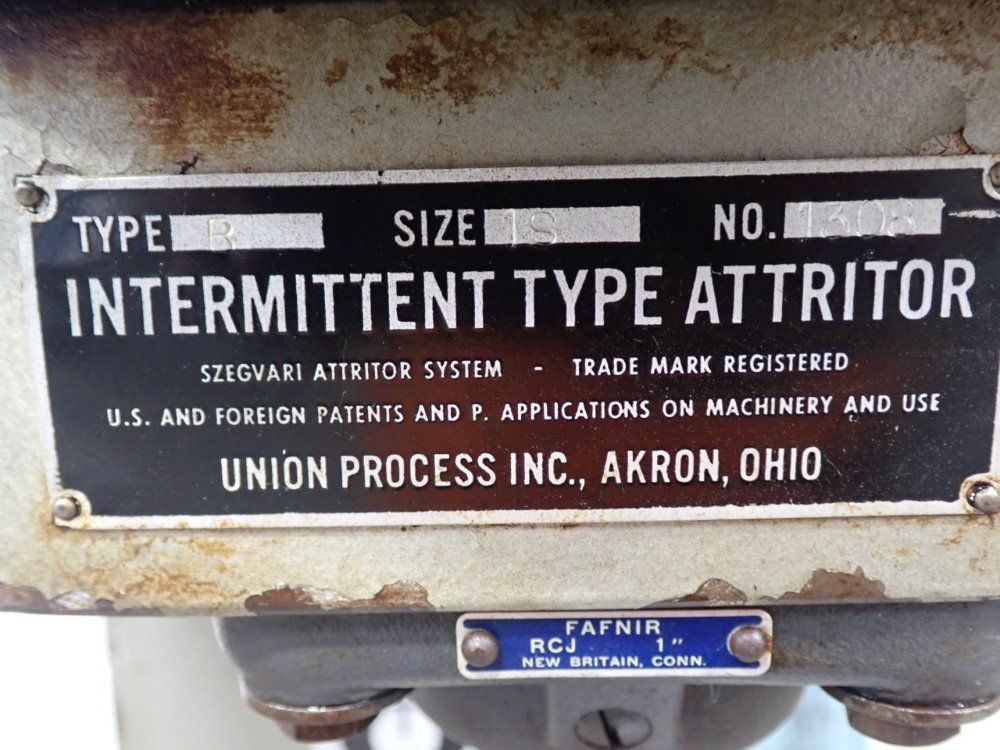 TYPE R SIZE 1S NO. 1308
INTERMITTENT TYPE ATTRITOR
SZEGVARI ATTRITOR SYSTEM - TRADE MARK REGISTERED
U.S. AND FOREIGN PATENTS AND P. APPLICATIONS ON MACHINERY AND USE
UNION PROCESS INC., AKRON, OHIO
FAFNIR
RCJ 1"
NEW BRITAIN, CONN.